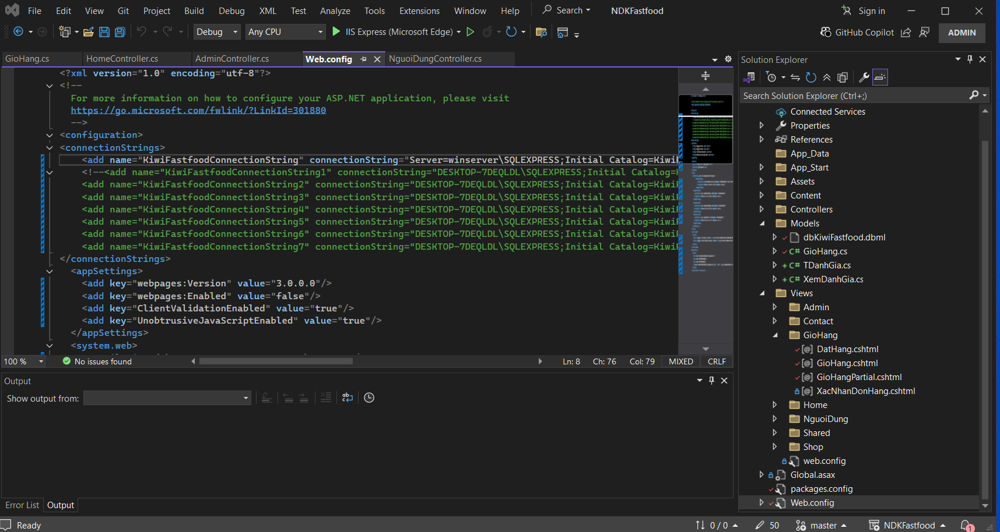 File Edit View Git Project Build Debug XML Test Analyze Tools Extensions Window Help Search NDKFastfood Sign in
Debug Any CPU IIS Express (Microsoft Edge) GitHub Copilot ADMIN
GioHang.cs HomeController.cs AdminController.cs Web.config NguoiDungController.cs
<?xml version="1.0" encoding="utf-8"?>
<!--
For more information on how to configure your ASP.NET application, please visit
https://go.microsoft.com/fwlink/?LinkId=301880
-->
<configuration>
<connectionStrings>
<add name="KiwiFastfoodConnectionString" connectionString="Server=winserver\SQLEXPRESS;Initial Catalog=KiwiF
<!--<add name="KiwiFastfoodConnectionString1" connectionString="DESKTOP-7DEQLDL\SQLEXPRESS;Initial Catalog=K
<add name="KiwiFastfoodConnectionString2" connectionString="DESKTOP-7DEQLDL\SQLEXPRESS;Initial Catalog=KiwiF
<add name="KiwiFastfoodConnectionString3" connectionString="DESKTOP-7DEQLDL\SQLEXPRESS;Initial Catalog=KiwiF
<add name="KiwiFastfoodConnectionString4" connectionString="DESKTOP-7DEQLDL\SQLEXPRESS;Initial Catalog=KiwiF
<add name="KiwiFastfoodConnectionString5" connectionString="DESKTOP-7DEQLDL\SQLEXPRESS;Initial Catalog=KiwiF
<add name="KiwiFastfoodConnectionString6" connectionString="DESKTOP-7DEQLDL\SQLEXPRESS;Initial Catalog=KiwiF
<add name="KiwiFastfoodConnectionString7" connectionString="DESKTOP-7DEQLDL\SQLEXPRESS;Initial Catalog=KiwiF
</connectionStrings>
<appSettings>
<add key="webpages:Version" value="3.0.0.0"/>
<add key="webpages:Enabled" value="false"/>
<add key="ClientValidationEnabled" value="true"/>
<add key="UnobtrusiveJavaScriptEnabled" value="true"/>
</appSettings>
<system.web>
100 % No issues found Ln: 8 Ch: 76 Col: 79 MIXED CRLF
Output
Show output from:
Error List Output
Solution Explorer
Search Solution Explorer (Ctrl+;)
Connected Services
Properties
References
App_Data
App_Start
Assets
Content
Controllers
Models
dbKiwiFastfood.dbml
C# GioHang.cs
C# TDanhGia.cs
C# XemDanhGia.cs
Views
Admin
Contact
GioHang
DatHang.cshtml
GioHang.cshtml
GioHangPartial.cshtml
XacNhanDonHang.cshtml
Home
NguoiDung
Shared
Shop
web.config
Global.asax
packages.config
Web.config
Ready 0 / 0 50 master NDKFastfood 1